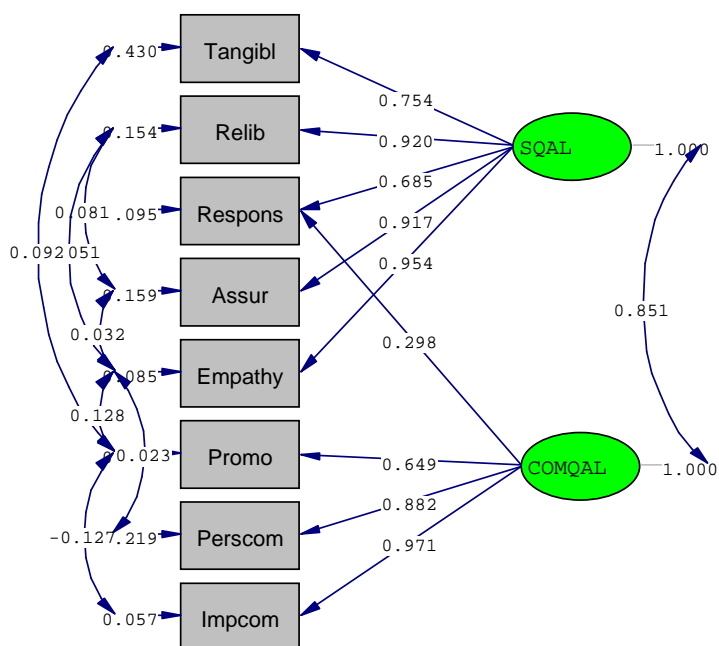 0.430 Tangibl
0.754
0.154 Relib
0.920
SQAL 1.000
0.685
0.081 .095 Respons
0.917
0.092 051
0.954
0.159 Assur
0.851
0.032
0.298
.085 Empathy
0.128
0.023 Promo
0.649
COMQAL 1.000
0.882
-0.127 .219 Perscom
0.971
0.057 Impcom